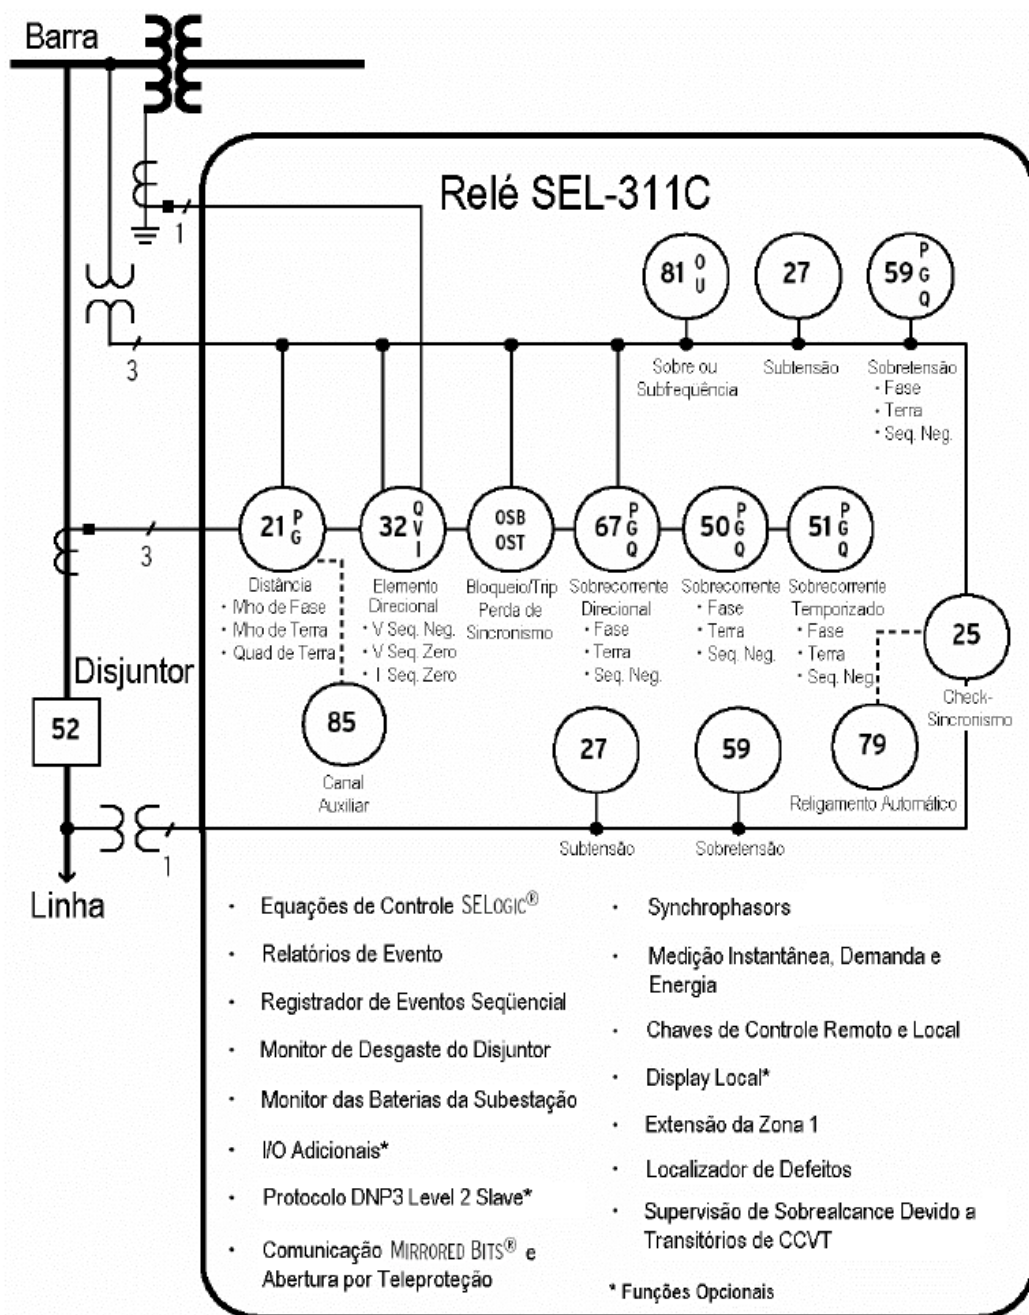 Barra
Relé SEL-311C
1
81 O U
27
59 P G Q
3
Sobre ou
Subfreqüência
Subtensão
Sobretensão
• Fase
• Terra
• Seq. Neg.
21 P G
32 Q V I
OSB
OST
67 P G Q
50 P G Q
51 P G Q
3
Distância
• Mho de Fase
• Mho de Terra
• Quad de Terra
Elemento
Direcional
• V Seq. Neg.
• V Seq. Zero
• I Seq. Zero
Bloqueio/Trip
Perda de
Sincronismo
Sobrecorrente
Direcional
• Fase
• Terra
• Seq. Neg.
Sobrecorrente
• Fase
• Terra
• Seq. Neg.
Sobrecorrente
Temporizado
• Fase
• Terra
• Seq. Neg.
25
Check-
Sincronismo
Disjuntor
52
85
Canal
Auxiliar
27
59
79
Religamento Automático
1
Subtensão
Sobretensão
Linha
• Equações de Controle SELOGIC®
• Relatórios de Evento
• Registrador de Eventos Seqüencial
• Monitor de Desgaste do Disjuntor
• Monitor das Baterias da Subestação
• I/O Adicionais*
• Protocolo DNP3 Level 2 Slave*
• Comunicação MIRRORED BITS® e
Abertura por Teleproteção
• Synchrophasors
• Medição Instantânea, Demanda e
Energia
• Chaves de Controle Remoto e Local
• Display Local*
• Extensão da Zona 1
• Localizador de Defeitos
• Supervisão de Sobrealcance Devido a
Transitórios de CCVT
* Funções Opcionais